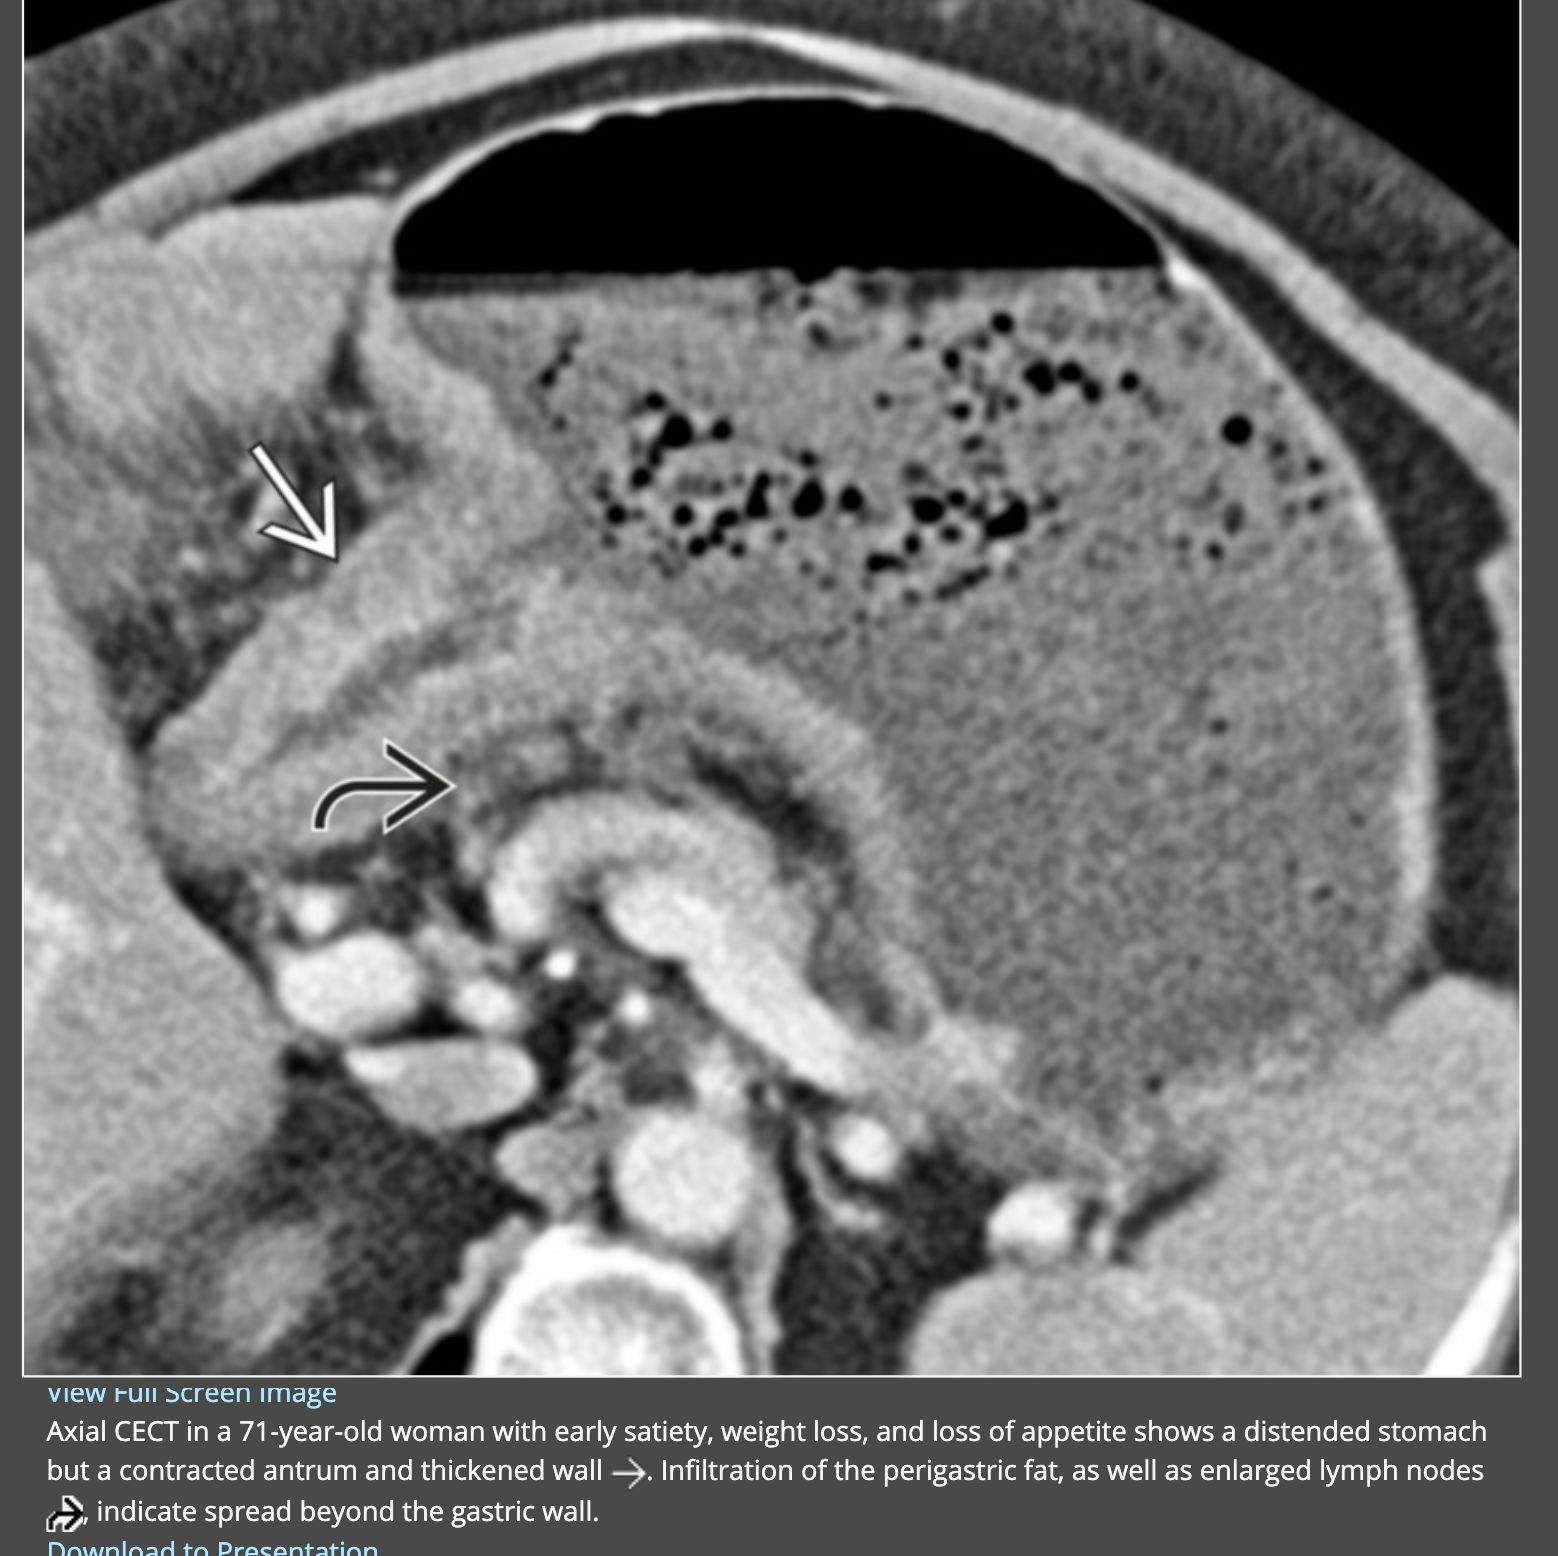 View Full Screen Image
Axial CECT in a 71-year-old woman with early satiety, weight loss, and loss of appetite shows a distended stomach
but a contracted antrum and thickened wall →. Infiltration of the perigastric fat, as well as enlarged lymph nodes
, indicate spread beyond the gastric wall.
Download to Presentation